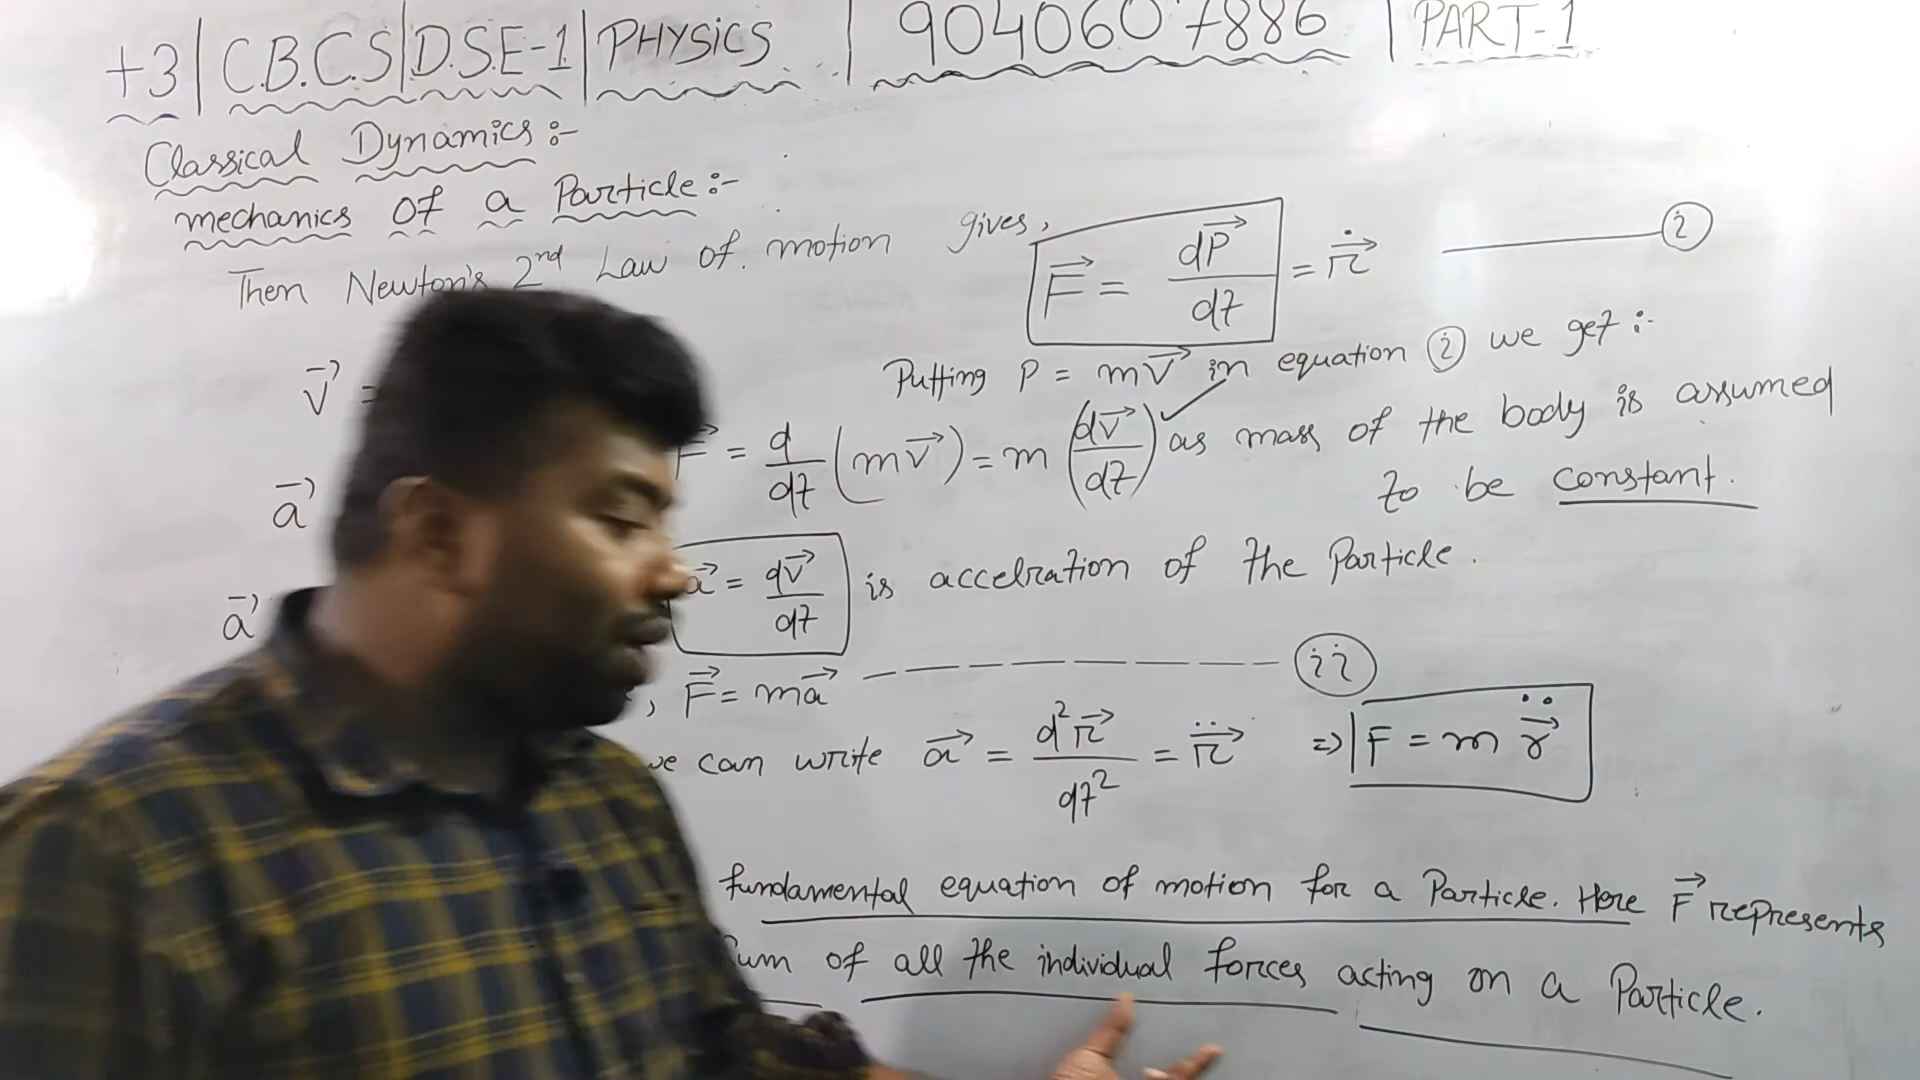 +3 | C.B.C.S | D.S.E-1 | PHYSICS | 9040607886 | PART-1
Classical Dynamics:-
mechanics of a Particle:-
Then Newton's 2nd Law of motion gives, F⃗ = dP⃗/dt = ṙ⃗ — (i)
v⃗ =
Putting P = mv⃗ in equation (i) we get :-
F⃗ = d/dt (mv⃗) = m (dv⃗/dt) as mass of the body is assumed
to be constant.
a⃗
a⃗ = dv⃗/dt is accelration of the Particle.
a⃗
, F⃗ = ma⃗ — — — — — — (ii)
we can write a⃗ = d²r⃗/dt² = r̈⃗ => F = m r̈⃗
fundamental equation of motion for a Particle. Here F⃗ represents
Sum of all the individual forces acting on a Particle.